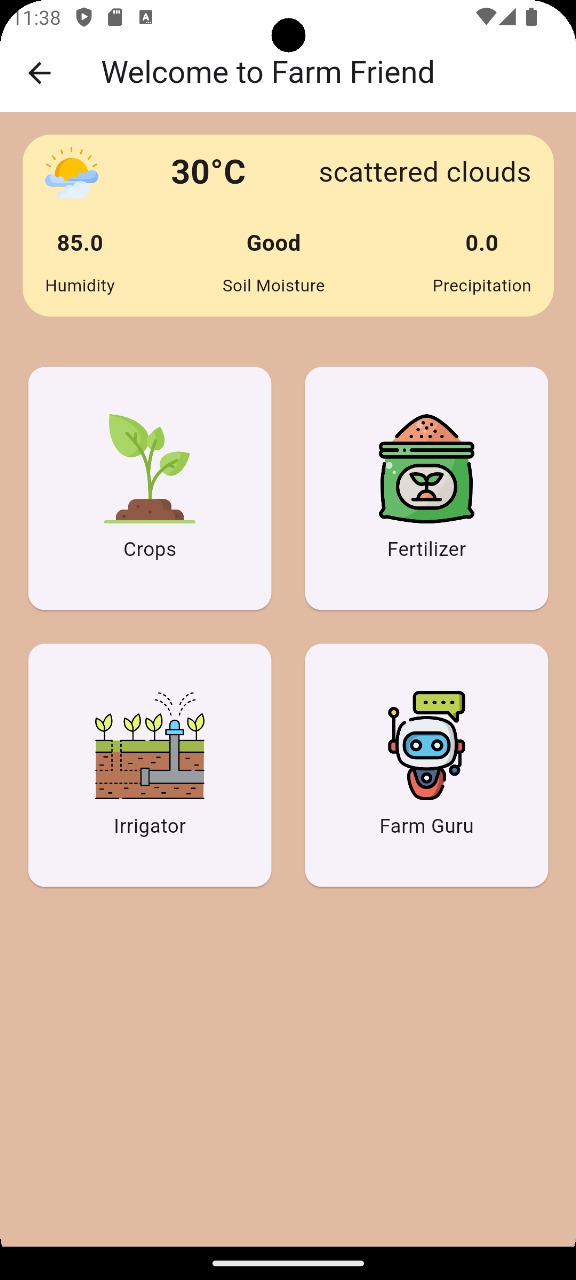 11:38 A
Welcome to Farm Friend
30°C scattered clouds
85.0 Good 0.0
Humidity Soil Moisture Precipitation
Crops Fertilizer
Irrigator Farm Guru